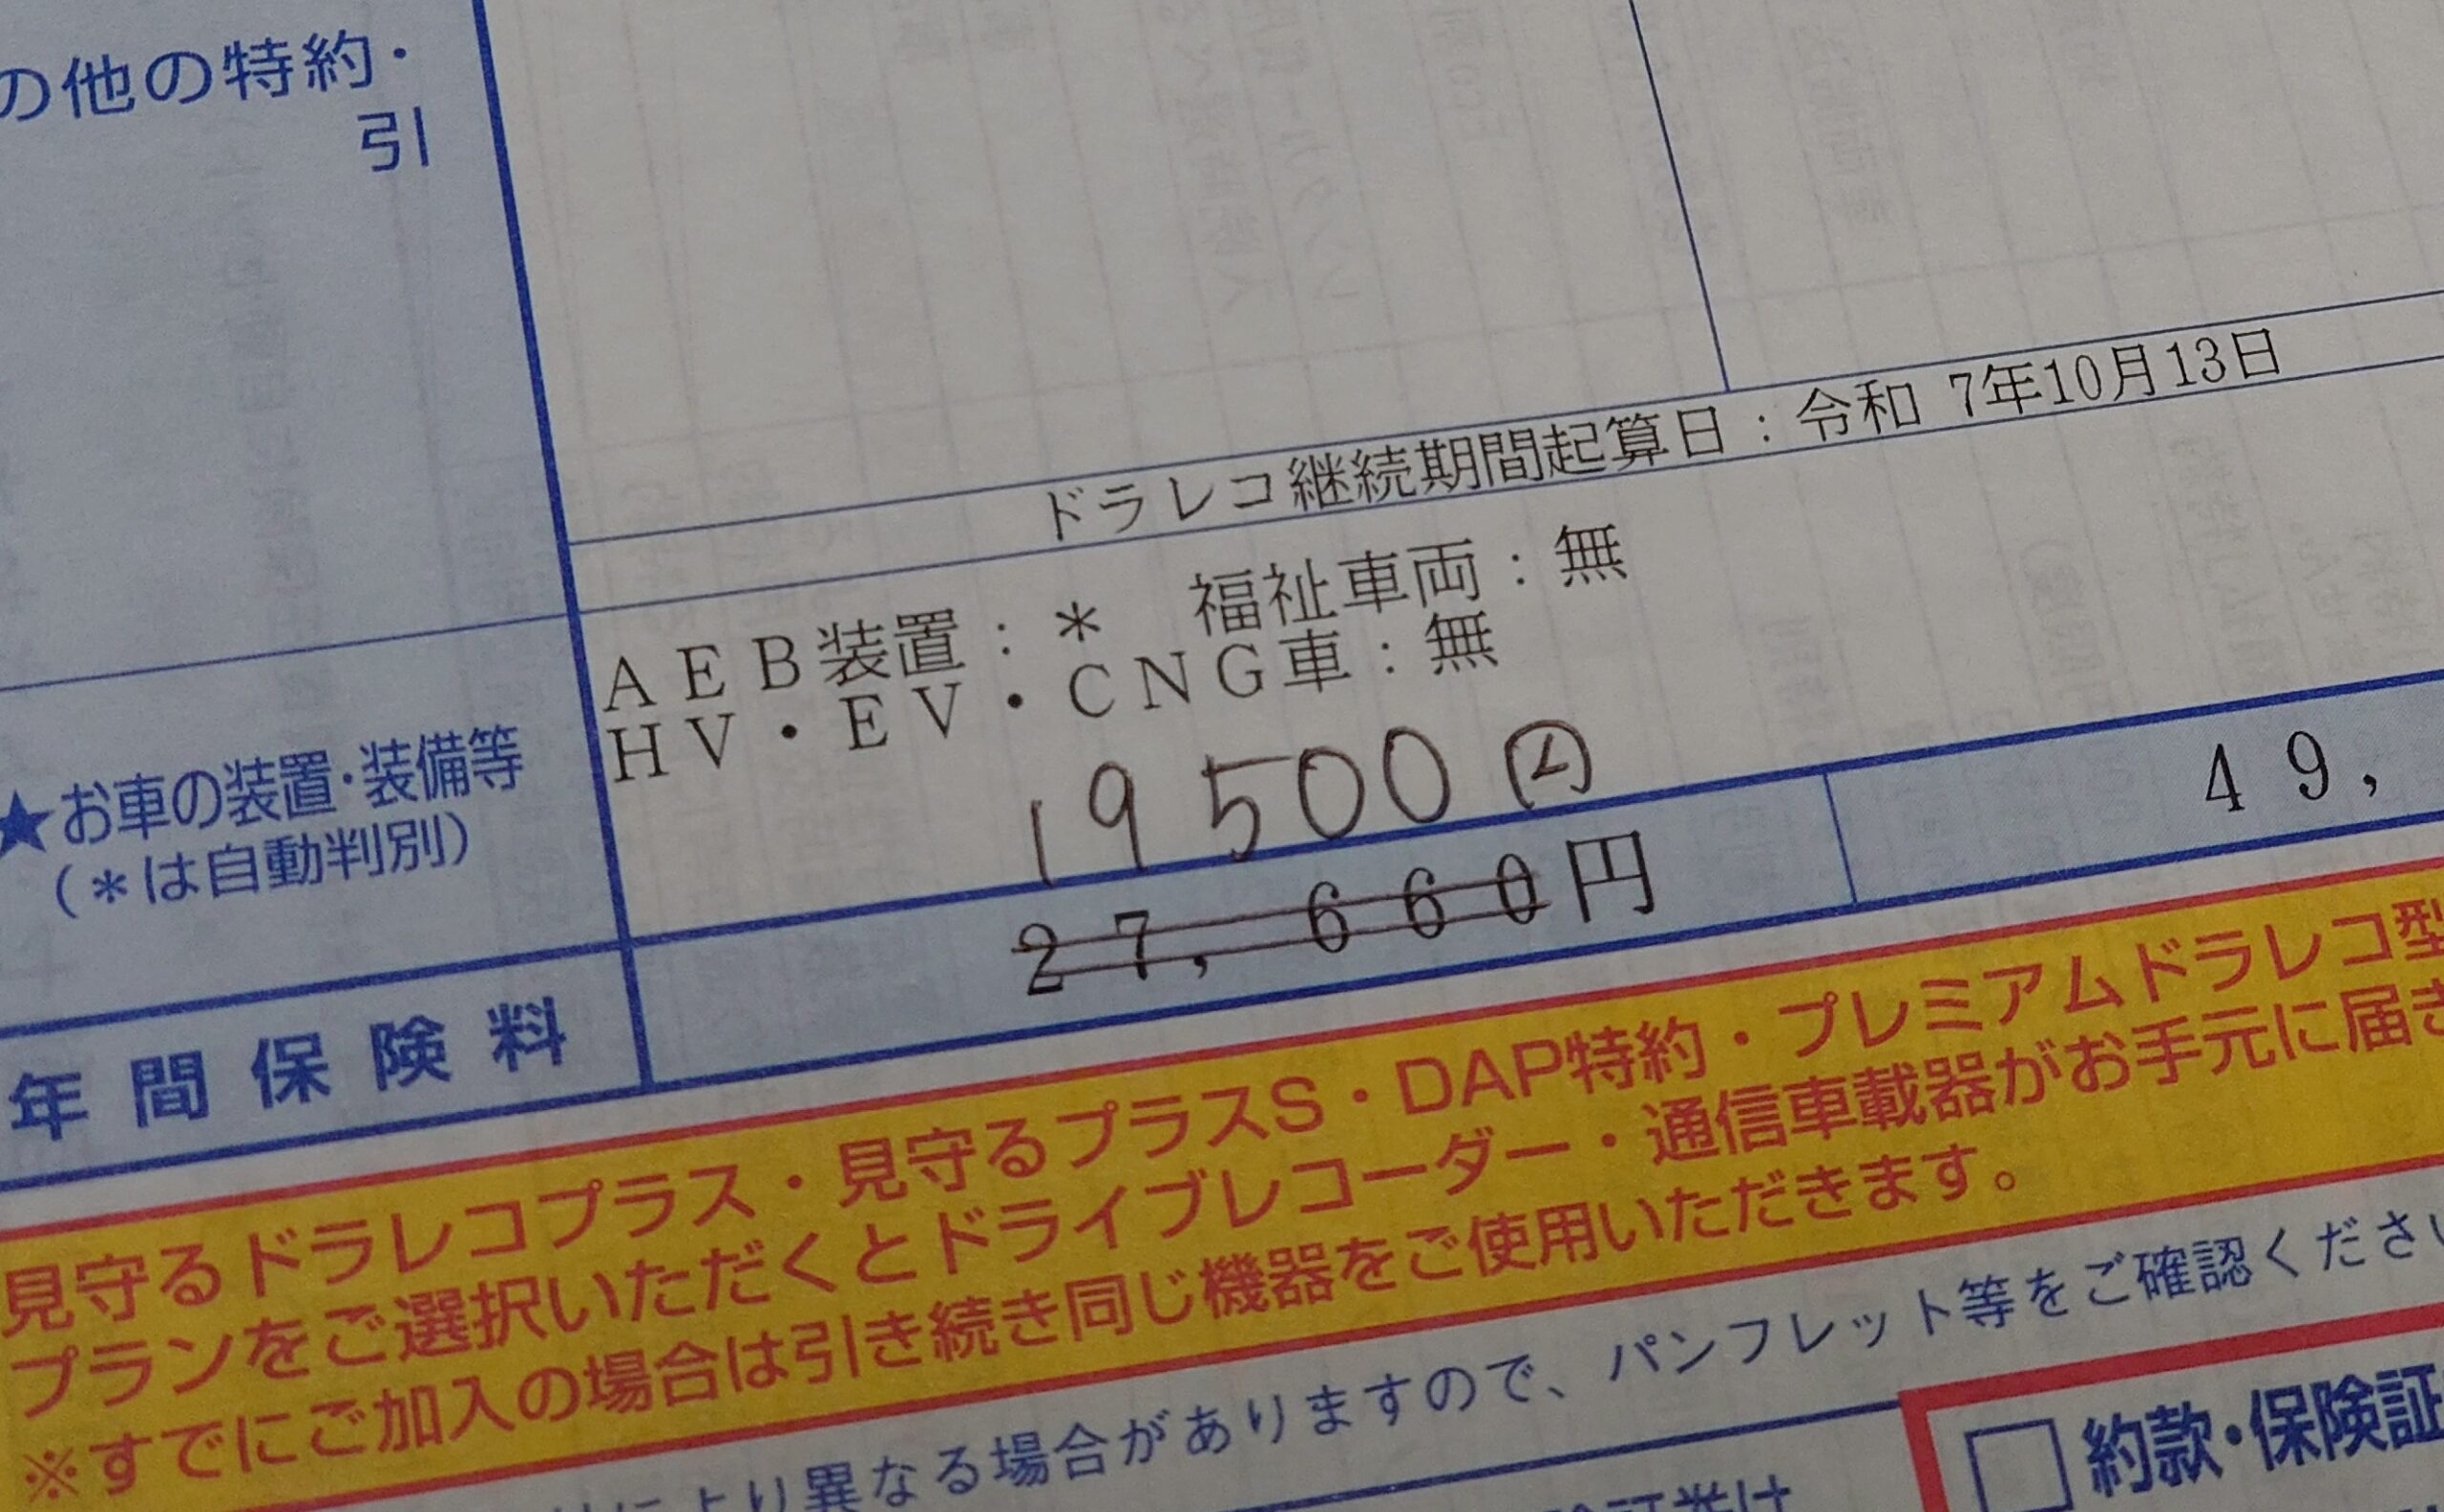 の他の特約・
引
ドラレコ継続期間起算日：令和 7年10月13日
★お車の装置・装備等
（＊は自動判別）
ＡＥＢ装置：＊　福祉車両：無
ＨＶ・ＥＶ・ＣＮＧ車：無
19500
年間保険料
27,660円
49,
見守るドラレコプラス・見守るプラスS・DAP特約・プレミアムドラレコ型
プランをご選択いただくとドライブレコーダー・通信車載器がお手元に届き
※すでにご加入の場合は引き続き同じ機器をご使用いただきます。
により異なる場合がありますので、パンフレット等をご確認ください
□約款・保険証